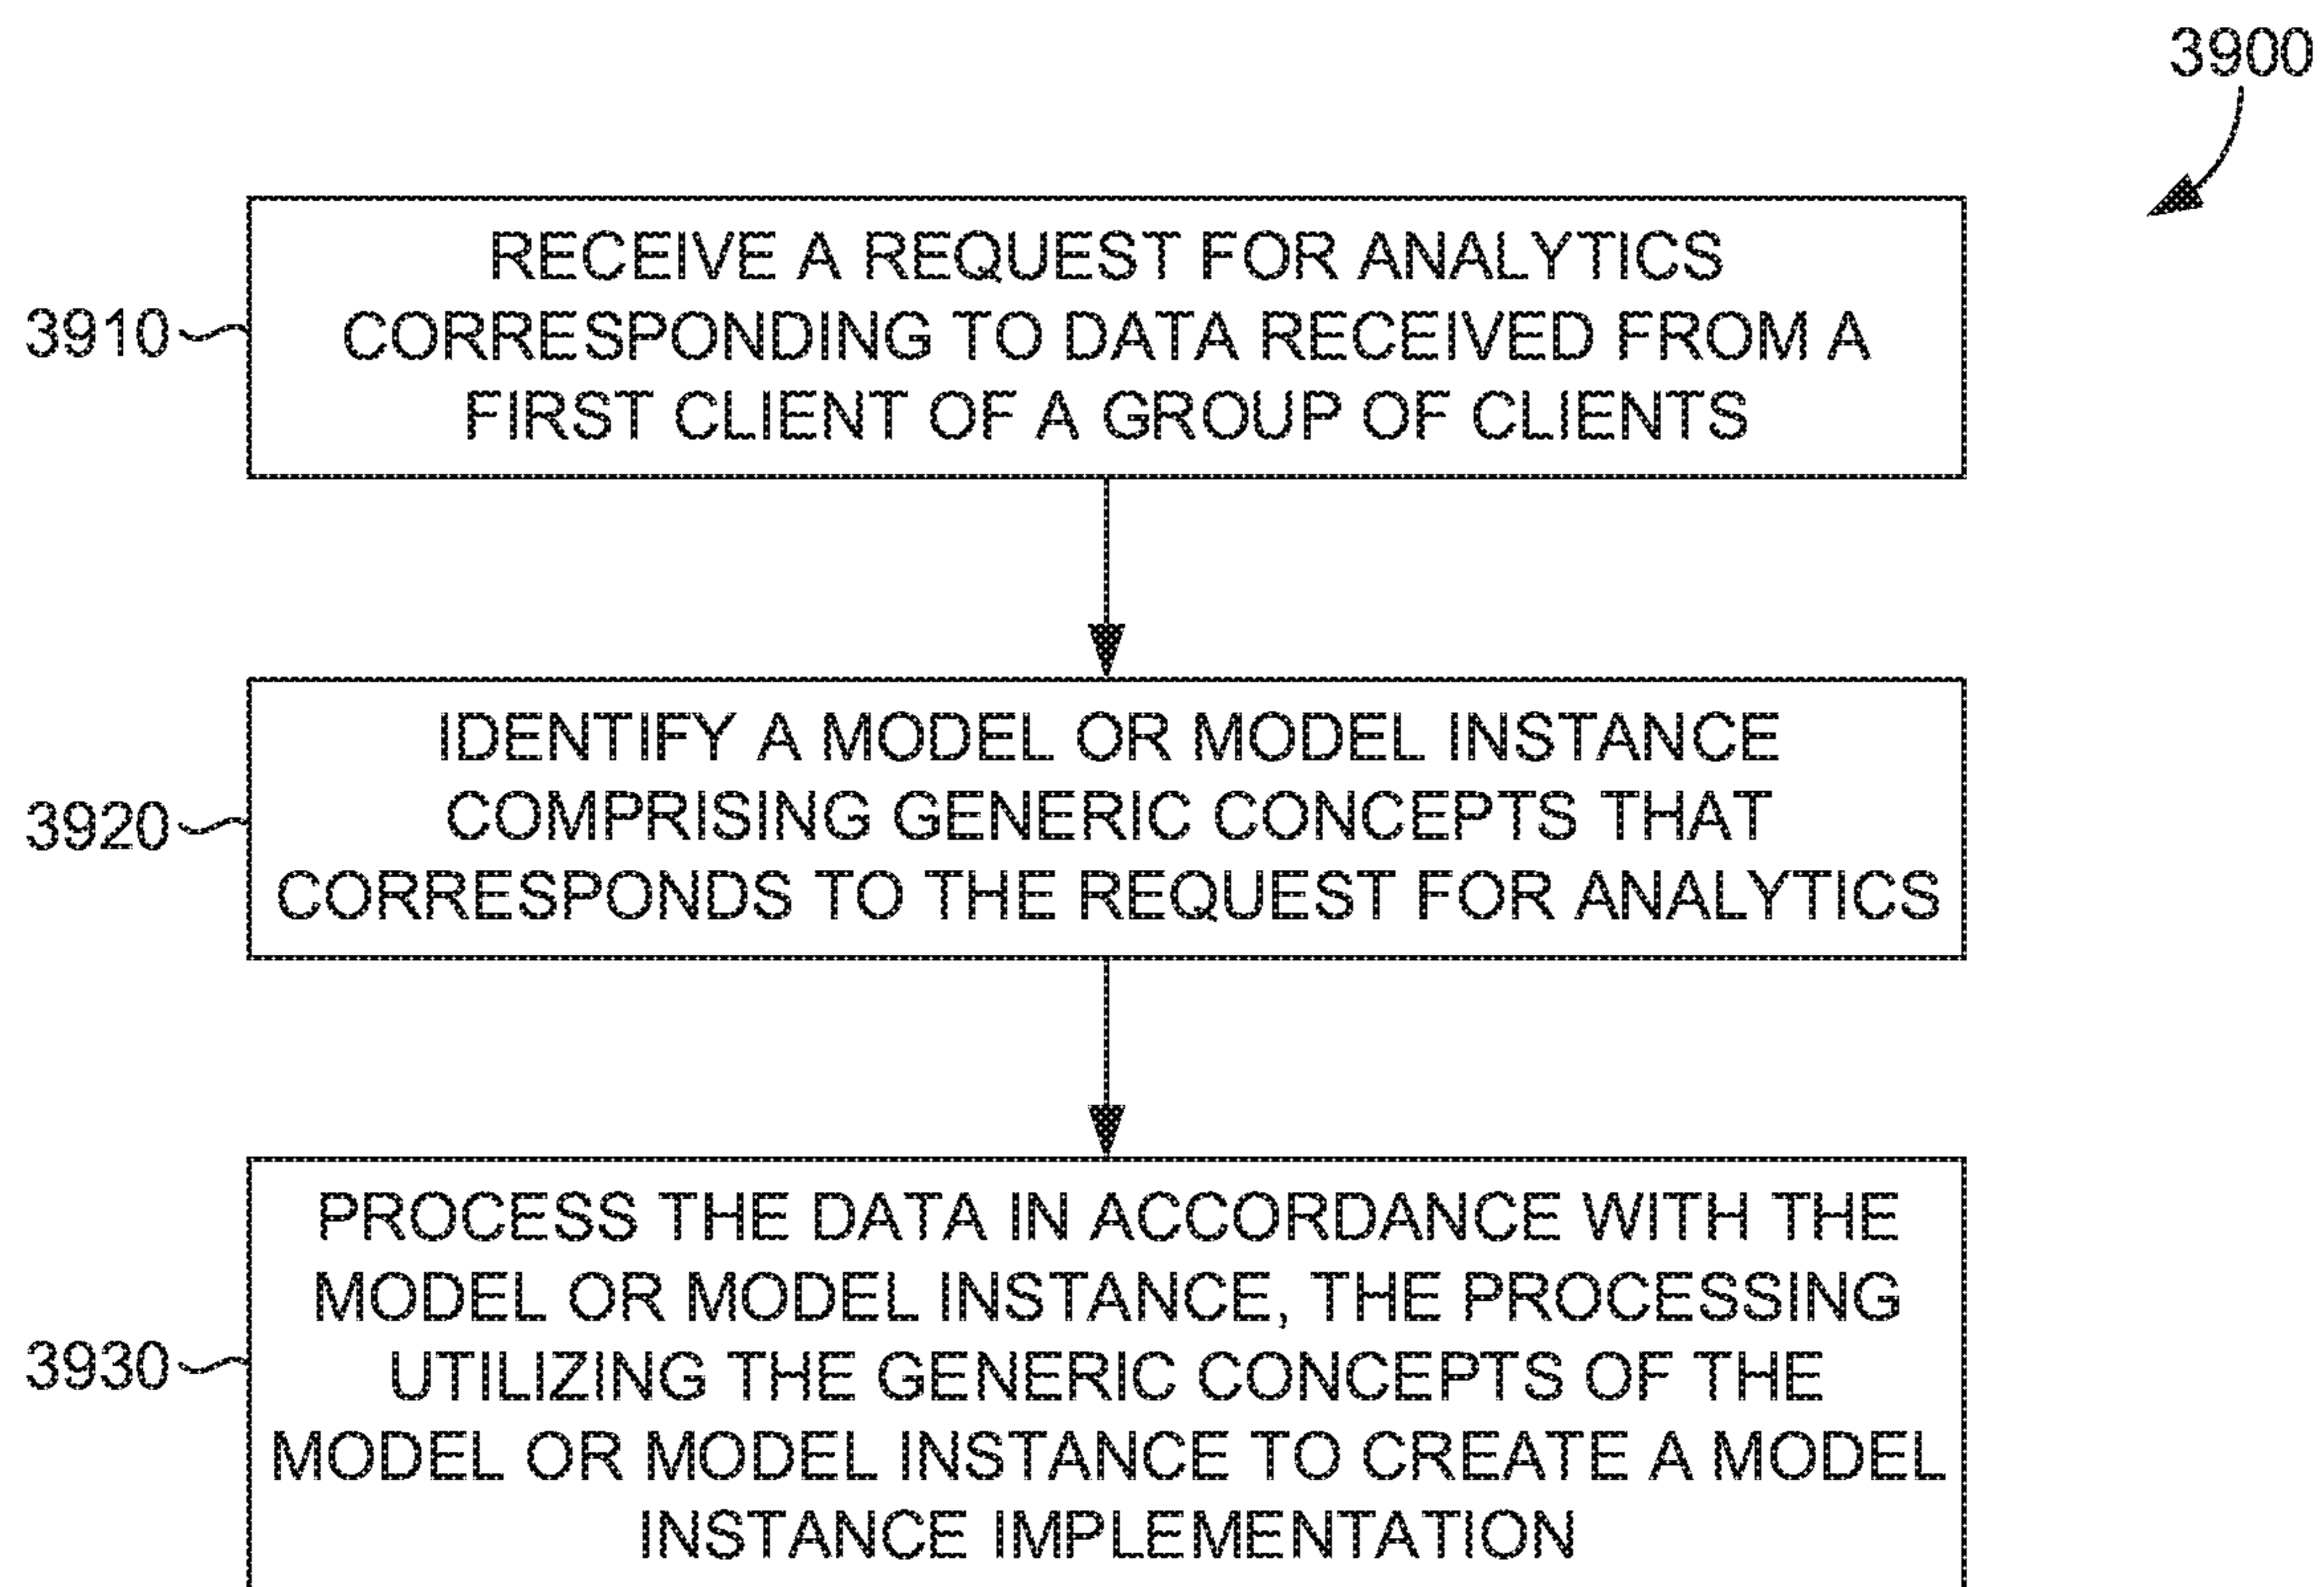 3900
RECEIVE A REQUEST FOR ANALYTICS
3910
CORRESPONDING TO DATA RECEIVED FROM A
FIRST CLIENT OF A GROUP OF CLIENTS
IDENTIFY A MODEL OR MODEL INSTANCE
3920
COMPRISING GENERIC CONCEPTS THAT
CORRESPONDS TO THE REQUEST FOR ANALYTICS
PROCESS THE DATA IN ACCORDANCE WITH THE
MODEL OR MODEL INSTANCE, THE PROCESSING
3930
UTILIZING THE GENERIC CONCEPTS OF THE
MODEL OR MODEL INSTANCE TO CREATE A MODEL
INSTANCE IMPLEMENTATION